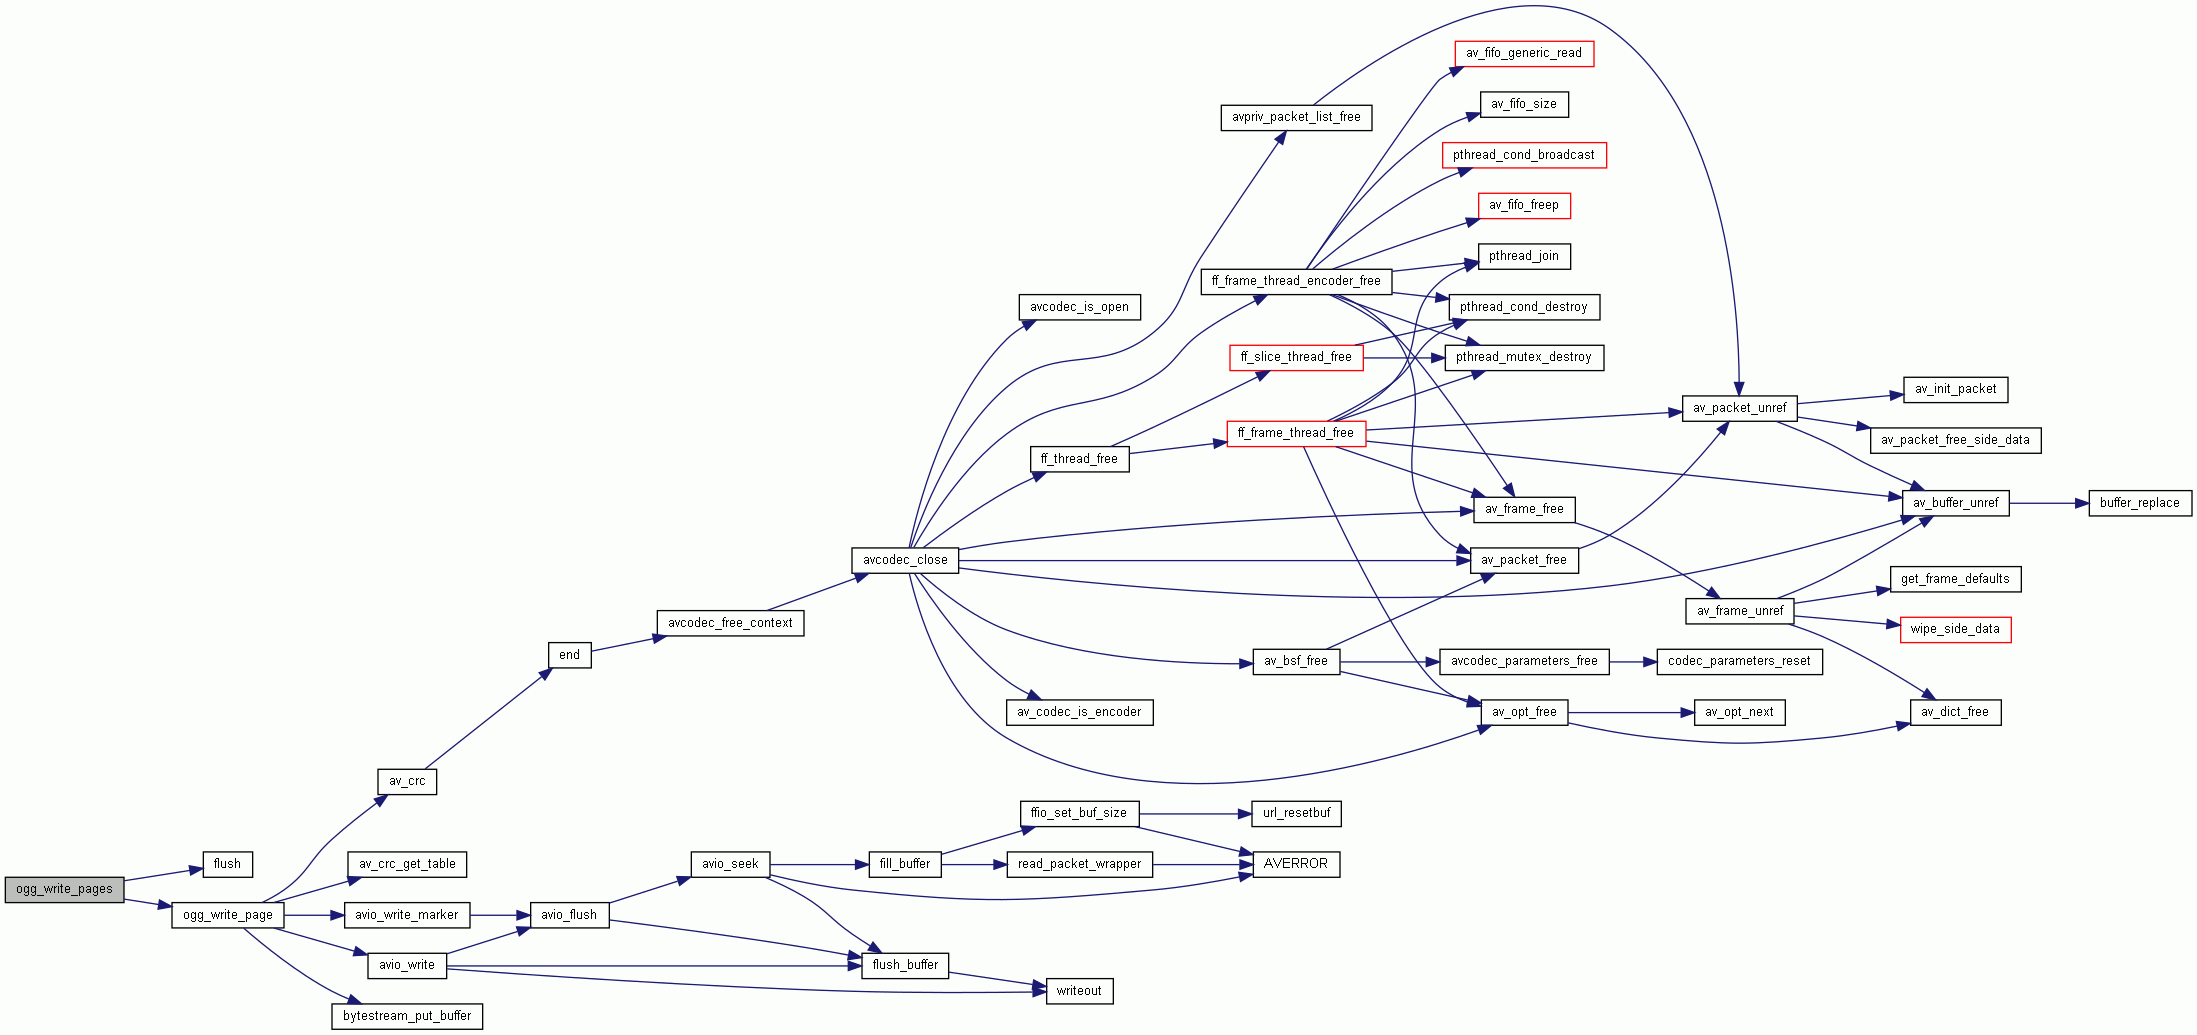 av_fifo_generic_read
av_fifo_size
avpriv_packet_list_free
pthread_cond_broadcast
av_fifo_freep
pthread_join
ff_frame_thread_encoder_free
avcodec_is_open
pthread_cond_destroy
ff_slice_thread_free
pthread_mutex_destroy
av_init_packet
av_packet_unref
ff_frame_thread_free
av_packet_free_side_data
ff_thread_free
av_frame_free
av_buffer_unref
buffer_replace
avcodec_close
av_packet_free
get_frame_defaults
av_frame_unref
avcodec_free_context
wipe_side_data
end
av_bsf_free
avcodec_parameters_free
codec_parameters_reset
av_codec_is_encoder
av_opt_free
av_opt_next
av_dict_free
av_crc
ffio_set_buf_size
url_resetbuf
flush
av_crc_get_table
avio_seek
fill_buffer
read_packet_wrapper
AVERROR
ogg_write_pages
ogg_write_page
avio_write_marker
avio_flush
avio_write
flush_buffer
writeout
bytestream_put_buffer